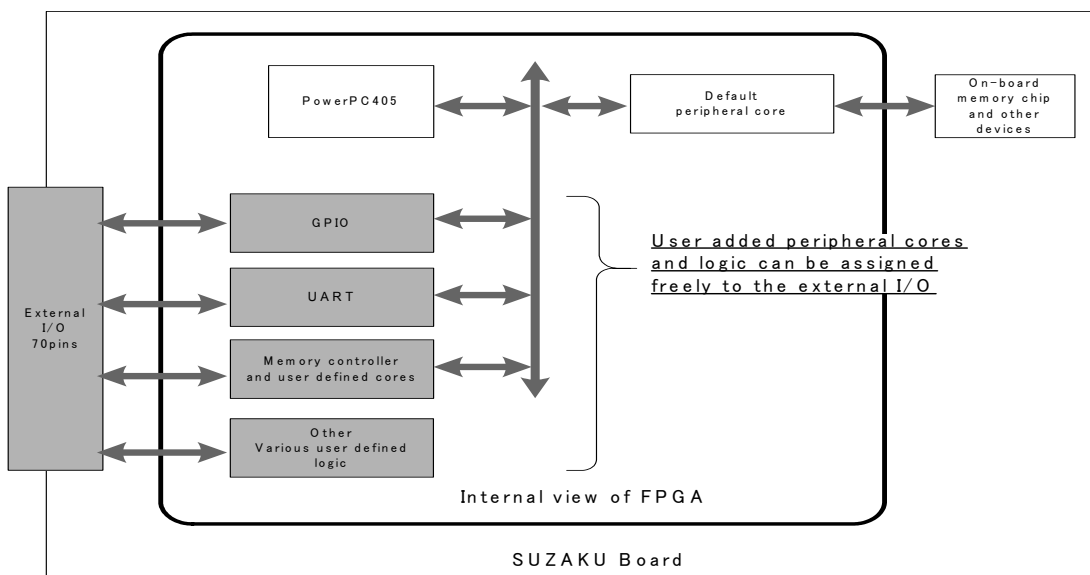 PowerPC405
Default
peripheral core
On-board
memory chip
and other
devices
External
I/O
70pins
GPIO
UART
Memory controller
and user defined cores
Other
Various user defined
logic
User added peripheral cores
and logic can be assigned
freely to the external I/O
Internal view of FPGA
SUZAKU Board